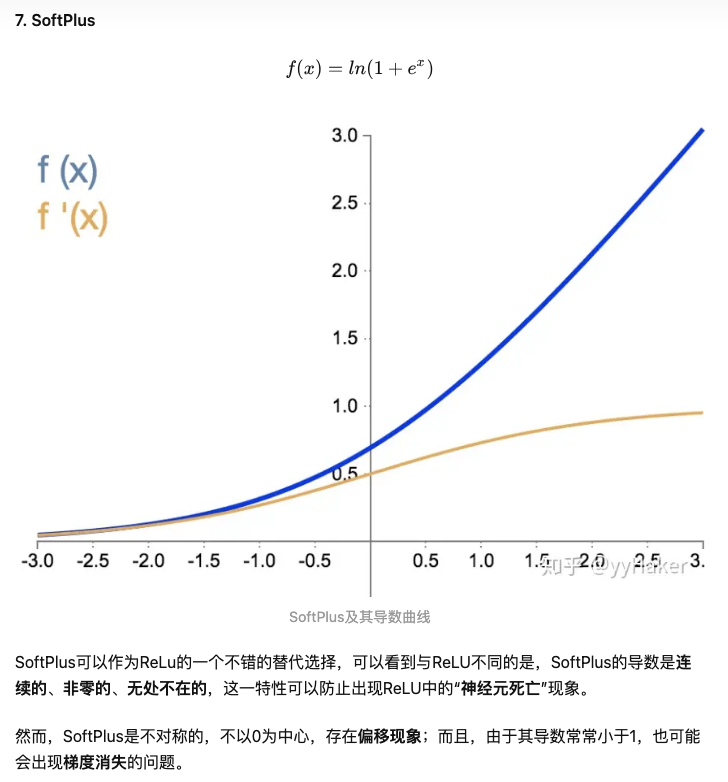 7. SoftPlus
f(x) = ln(1 + e^x)
f (x)
f '(x)
3.0
2.5
2.0
1.5
1.0
0.5
-3.0 -2.5 -2.0 -1.5 -1.0 -0.5 0.5 1.0 1.5 2.0 2.5 3.
知乎 @yyHaker
SoftPlus及其导数曲线
SoftPlus可以作为ReLu的一个不错的替代选择，可以看到与ReLU不同的是，SoftPlus的导数是连
续的、非零的、无处不在的，这一特性可以防止出现ReLU中的“神经元死亡”现象。
然而，SoftPlus是不对称的，不以0为中心，存在偏移现象；而且，由于其导数常常小于1，也可能
会出现梯度消失的问题。